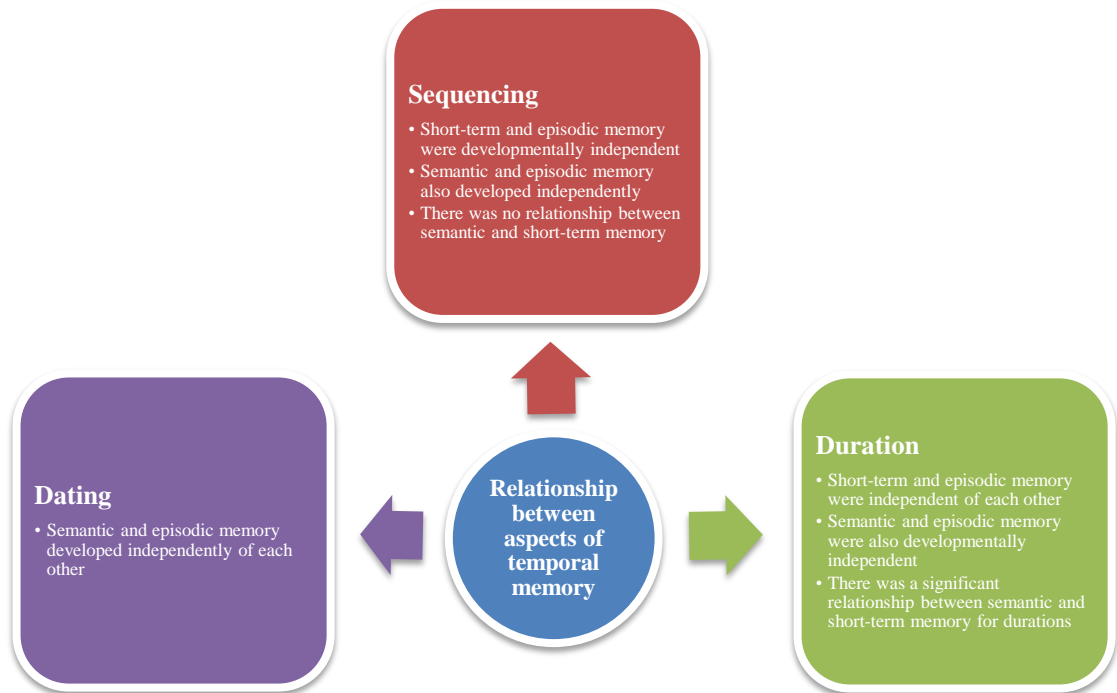 Sequencing
• Short-term and episodic memory
were developmentally independent
• Semantic and episodic memory
also developed independently
• There was no relationship between
semantic and short-term memory
Dating
• Semantic and episodic memory
developed independently of each
other
Relationship
between
aspects of
temporal
memory
Duration
• Short-term and episodic memory
were independent of each other
• Semantic and episodic memory
were also developmentally
independent
• There was a significant
relationship between semantic and
short-term memory for durations